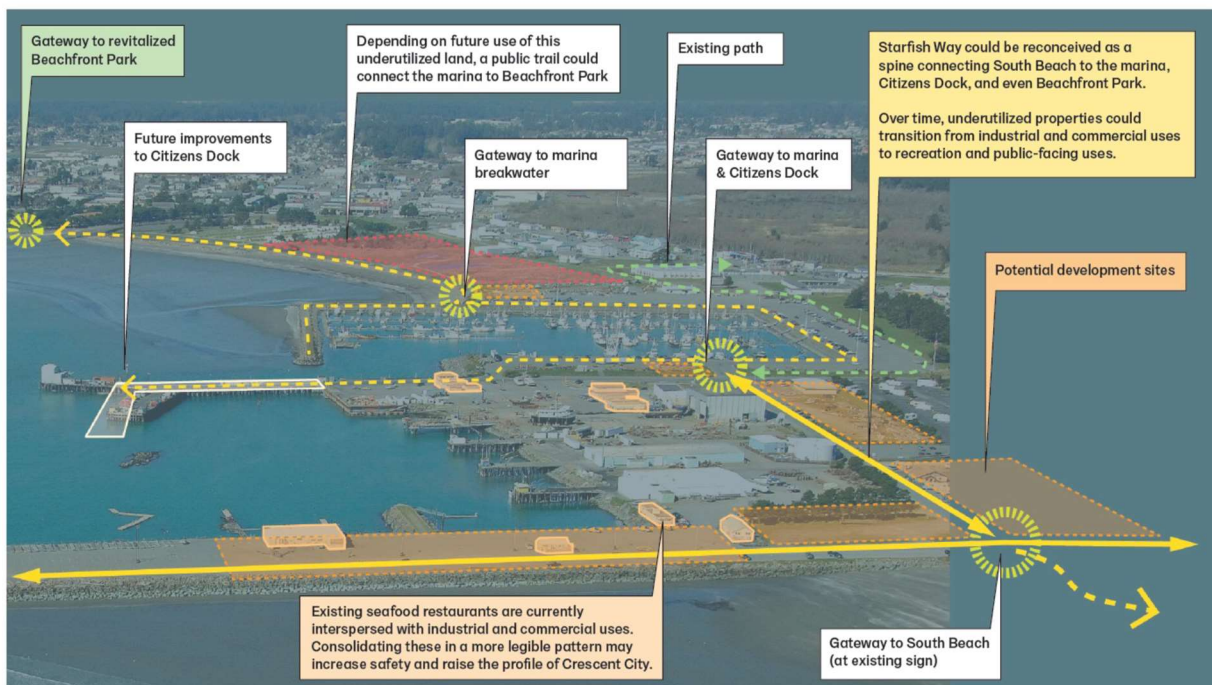 Gateway to revitalized
Beachfront Park
Depending on future use of this
underutilized land, a public trail could
connect the marina to Beachfront Park
Existing path
Starfish Way could be reconceived as a
spine connecting South Beach to the marina,
Citizens Dock, and even Beachfront Park.
Over time, underutilized properties could
transition from industrial and commercial uses
to recreation and public-facing uses.
Future improvements
to Citizens Dock
Gateway to marina
breakwater
Gateway to marina
& Citizens Dock
Potential development sites
Existing seafood restaurants are currently
interspersed with industrial and commercial uses.
Consolidating these in a more legible pattern may
increase safety and raise the profile of Crescent City.
Gateway to South Beach
(at existing sign)